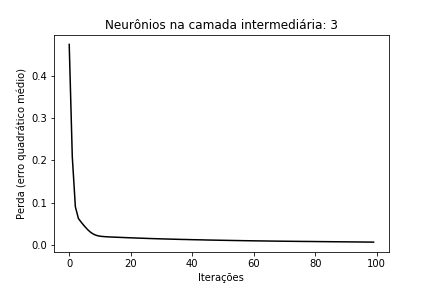 Neurônios na camada intermediária: 3
Perda (erro quadrático médio)
0.4
0.3
0.2
0.1
0.0
0 20 40 60 80 100
Iterações